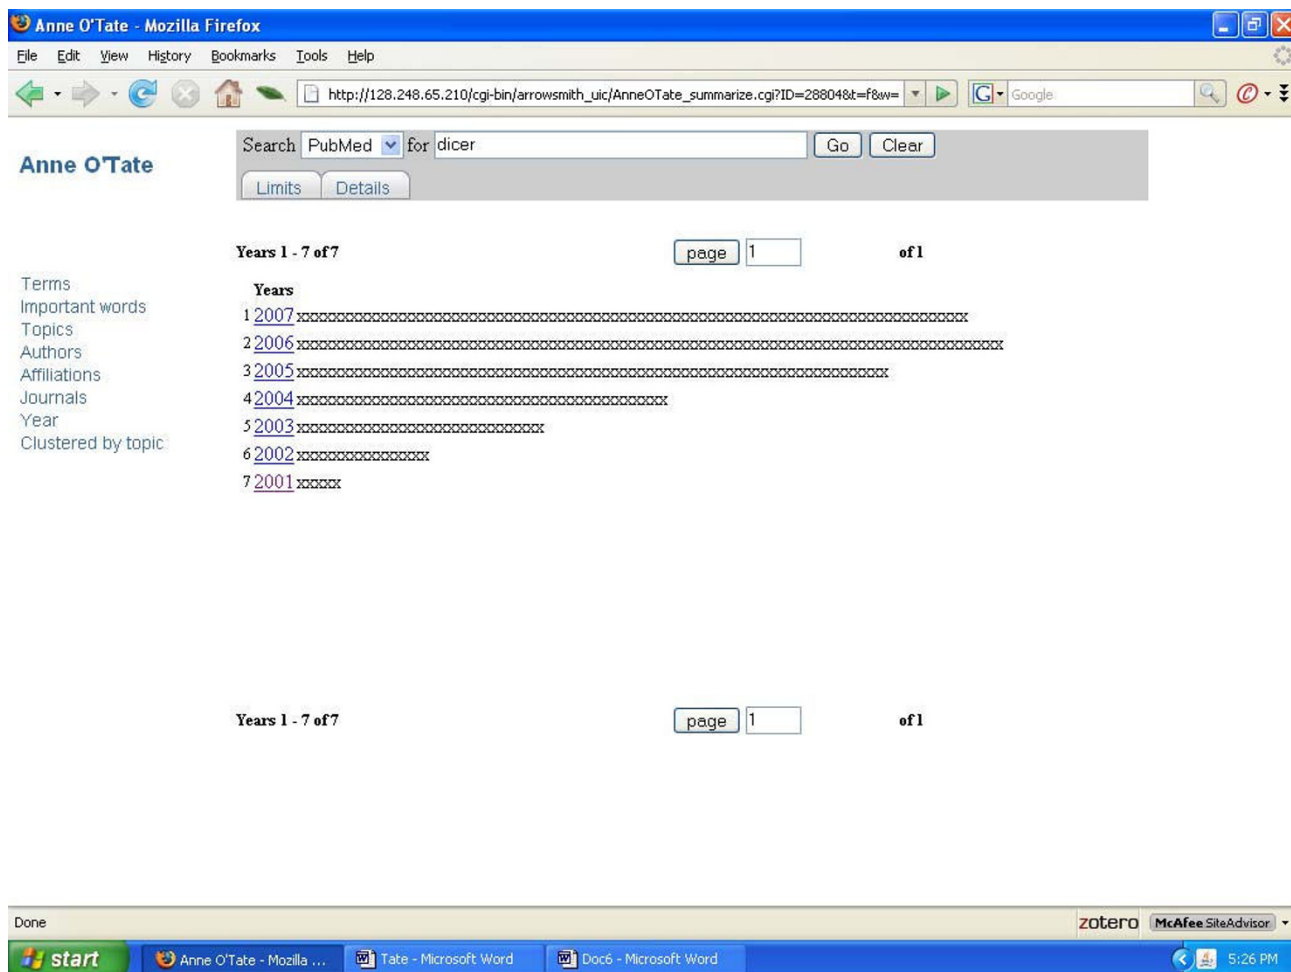 Anne O'Tate - Mozilla Firefox
File Edit View History Bookmarks Tools Help
http://128.248.65.210/cgi-bin/arrowsmith_uic/AnneOTate_summarize.cgi?ID=28804&t=f&w= G Google
Anne O'Tate
Search PubMed for dicer Go Clear
Limits Details
Years 1 - 7 of 7 page 1 of 1
Terms
Important words
Topics
Authors
Affiliations
Journals
Year
Clustered by topic
Years
1 2007 xxxxxxxxxxxxxxxxxxxxxxxxxxxxxxxxxxxxxxxxxxxxxxxxxxxxxxxxxxxxxxxxxxxxxxxxxxxx
2 2006 xxxxxxxxxxxxxxxxxxxxxxxxxxxxxxxxxxxxxxxxxxxxxxxxxxxxxxxxxxxxxxxxxxxxxxxxxxxxxxxx
3 2005 xxxxxxxxxxxxxxxxxxxxxxxxxxxxxxxxxxxxxxxxxxxxxxxxxxxxxxxxxxxxxxxxxxx
4 2004 xxxxxxxxxxxxxxxxxxxxxxxxxxxxxxxxxxxxxxxxxx
5 2003 xxxxxxxxxxxxxxxxxxxxxxxxxxxx
6 2002 xxxxxxxxxxxxxxx
7 2001 xxxxx
Years 1 - 7 of 7 page 1 of 1
Done zotero McAfee SiteAdvisor
start Anne O'Tate - Mozilla ... Tate - Microsoft Word Doc6 - Microsoft Word 5:26 PM